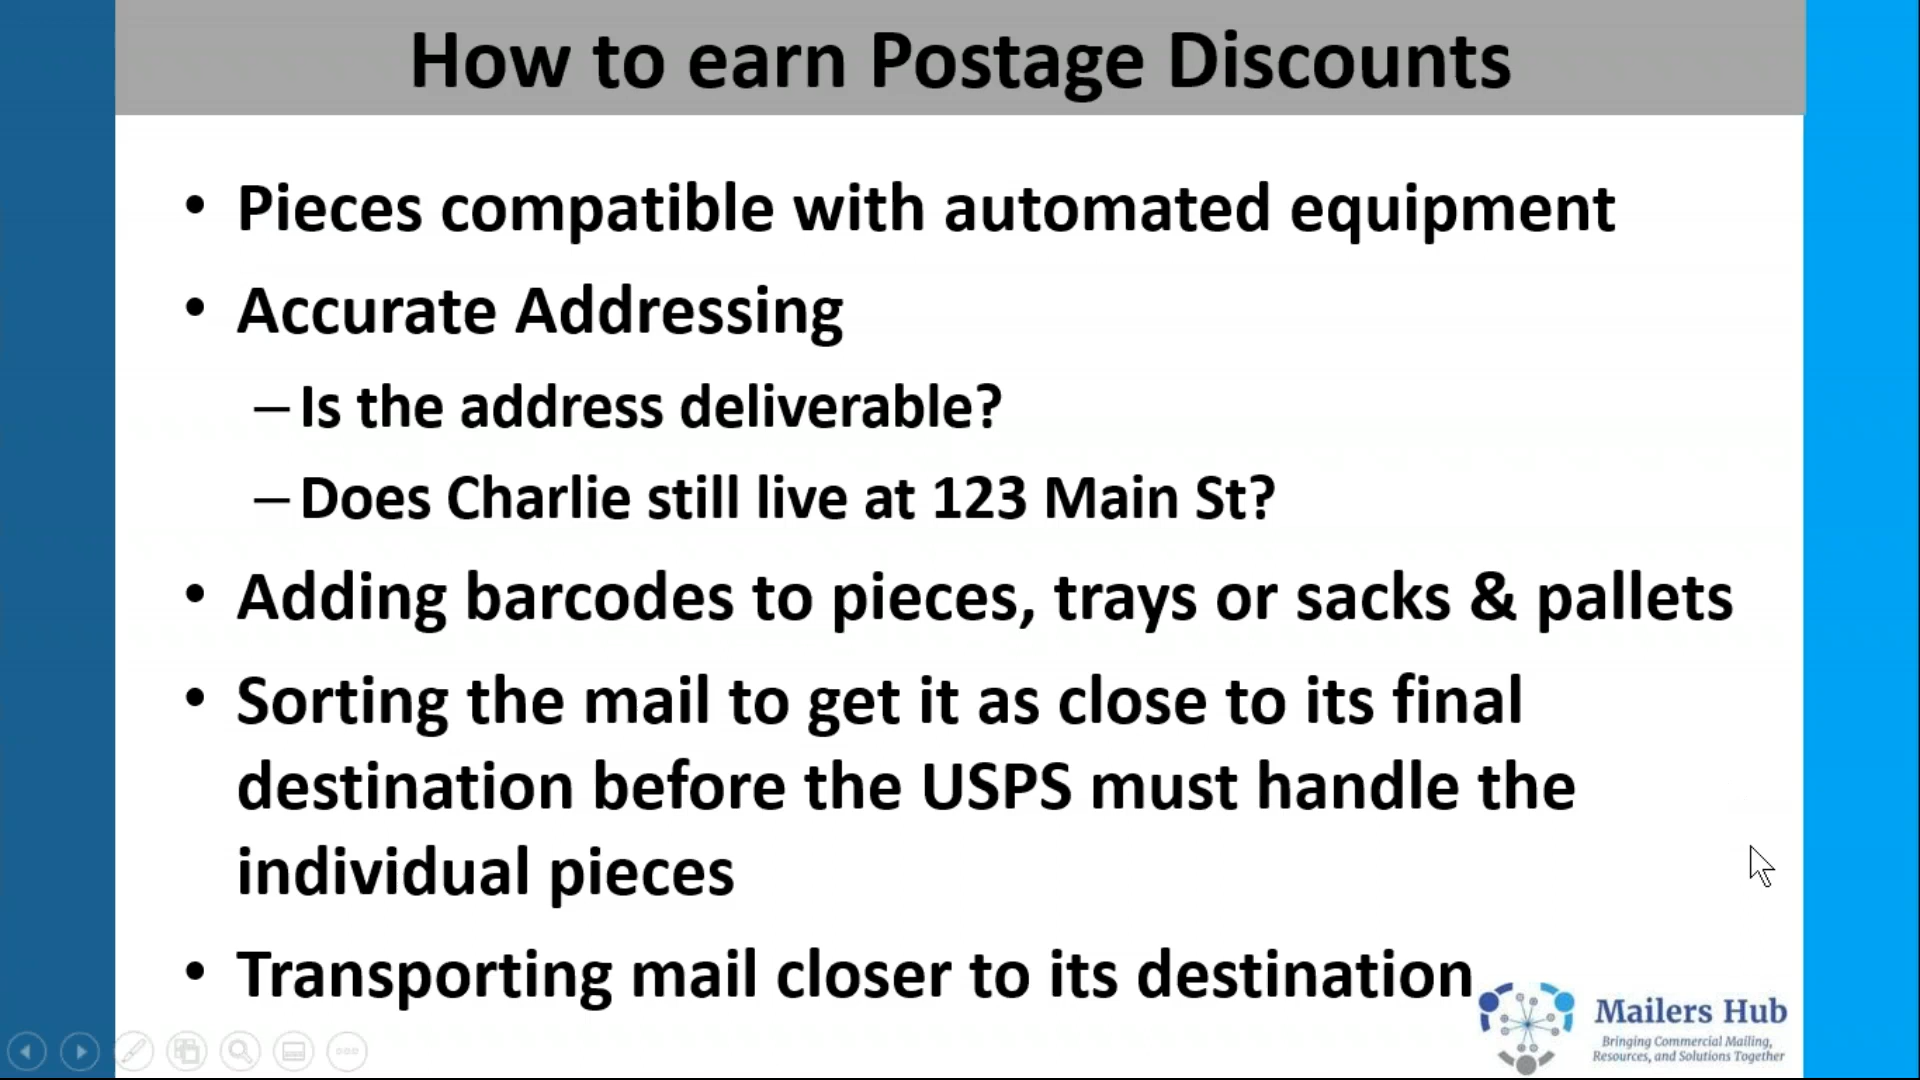 How to earn Postage Discounts
• Pieces compatible with automated equipment
• Accurate Addressing
– Is the address deliverable?
– Does Charlie still live at 123 Main St?
• Adding barcodes to pieces, trays or sacks & pallets
• Sorting the mail to get it as close to its final
destination before the USPS must handle the
individual pieces
• Transporting mail closer to its destination
Mailers Hub
Bringing Commercial Mailing,
Resources, and Solutions Together